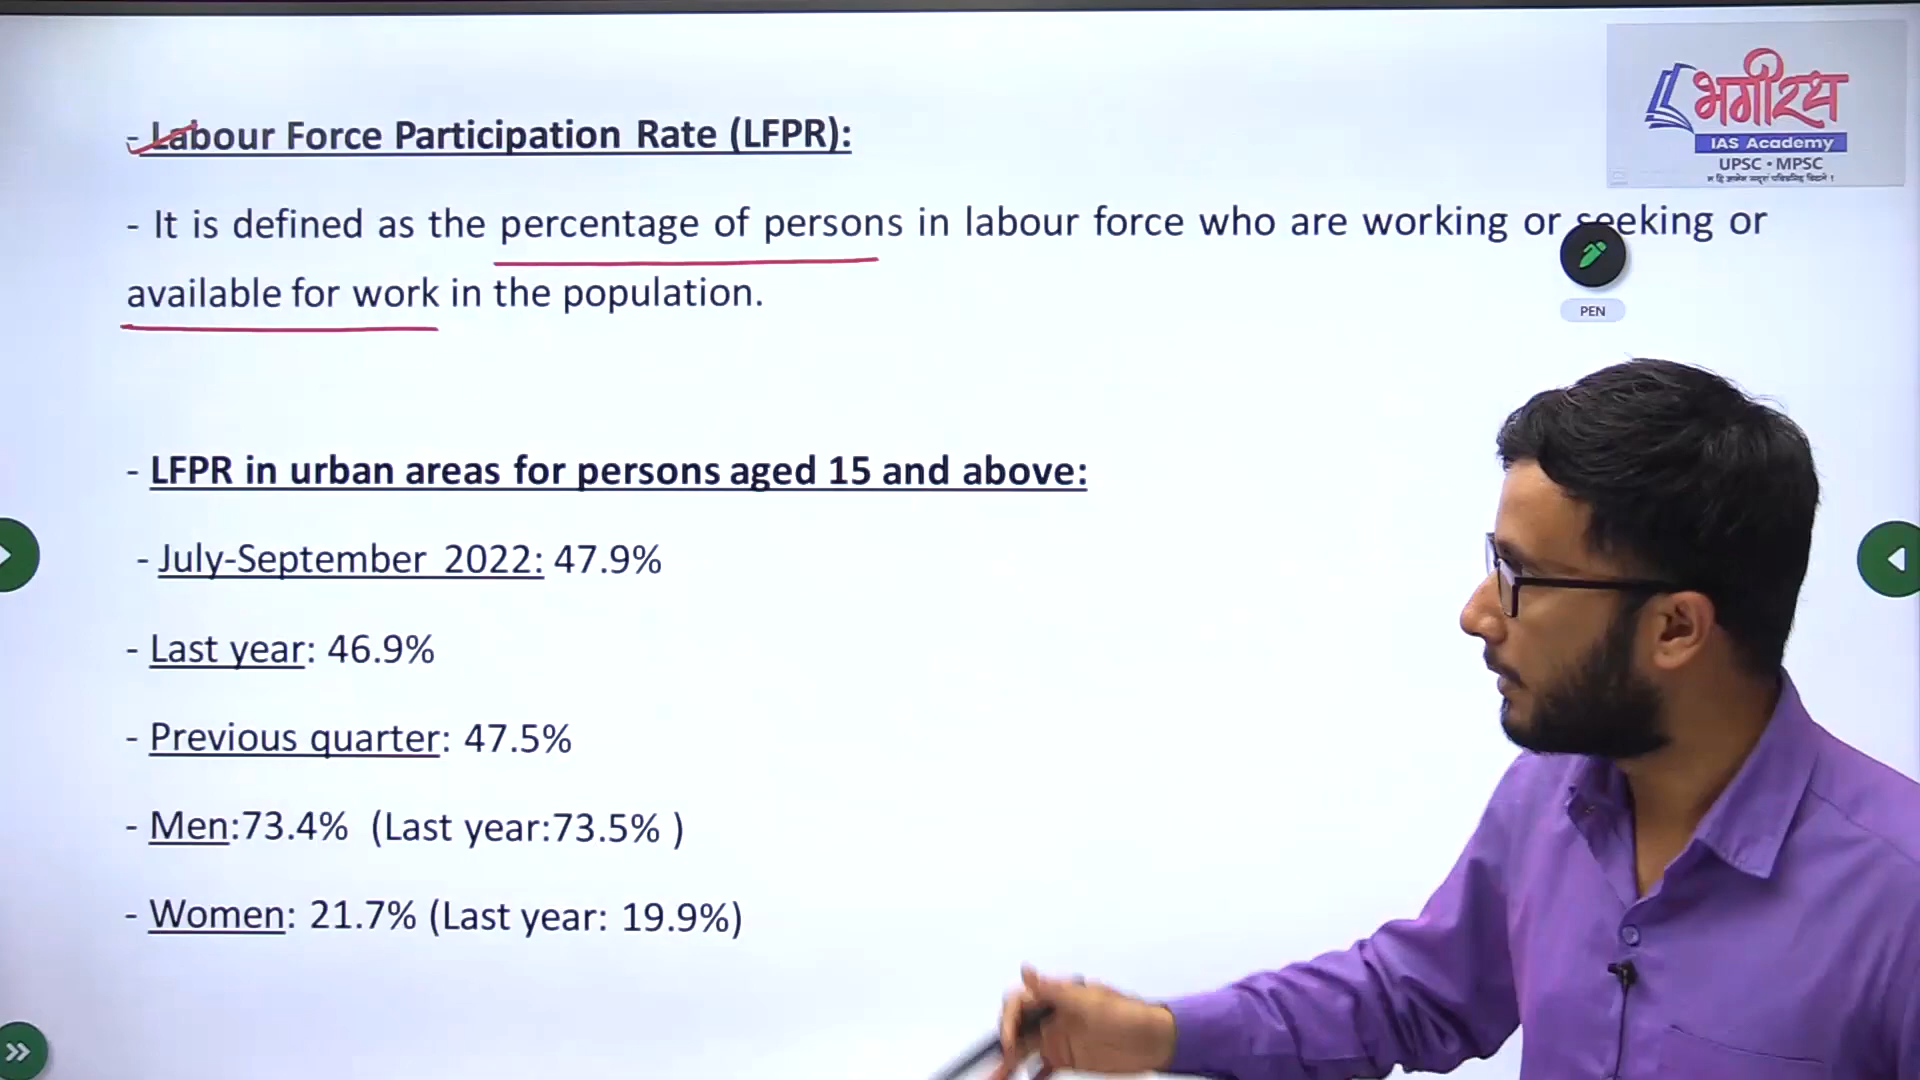 - Labour Force Participation Rate (LFPR):
- It is defined as the percentage of persons in labour force who are working or seeking or
available for work in the population.
- LFPR in urban areas for persons aged 15 and above:
- July-September 2022: 47.9%
- Last year: 46.9%
- Previous quarter: 47.5%
- Men:73.4% (Last year:73.5% )
- Women: 21.7% (Last year: 19.9%)
भगीरथ
IAS Academy
UPSC • MPSC
PEN